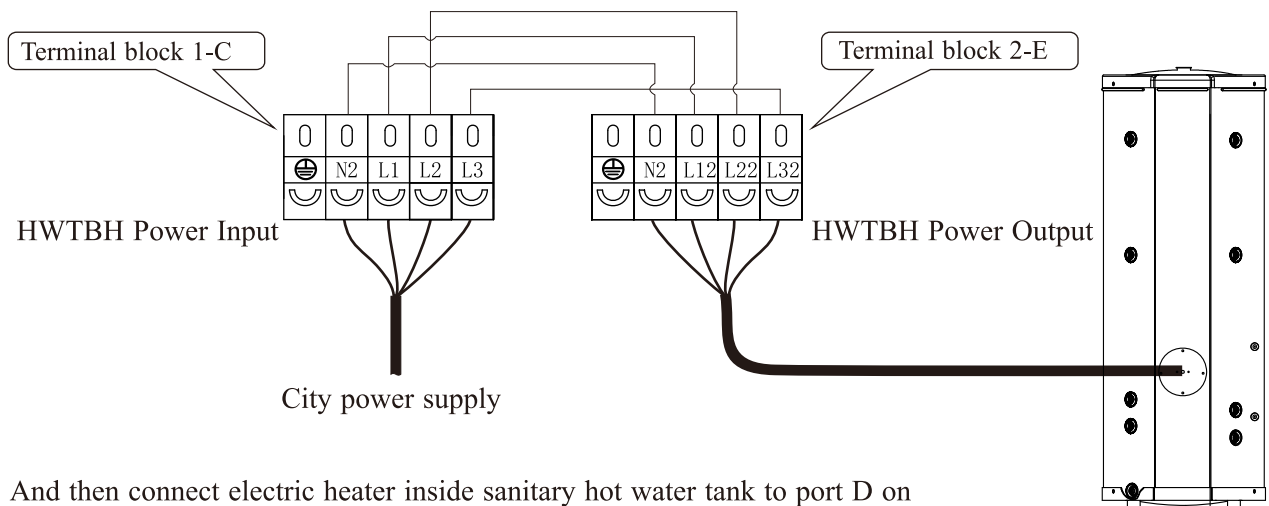 Terminal block 1-C
Terminal block 2-E
N2 L1 L2 L3
N2 L12 L22 L32
HWTBH Power Input
HWTBH Power Output
City power supply
And then connect electric heater inside sanitary hot water tank to port D on